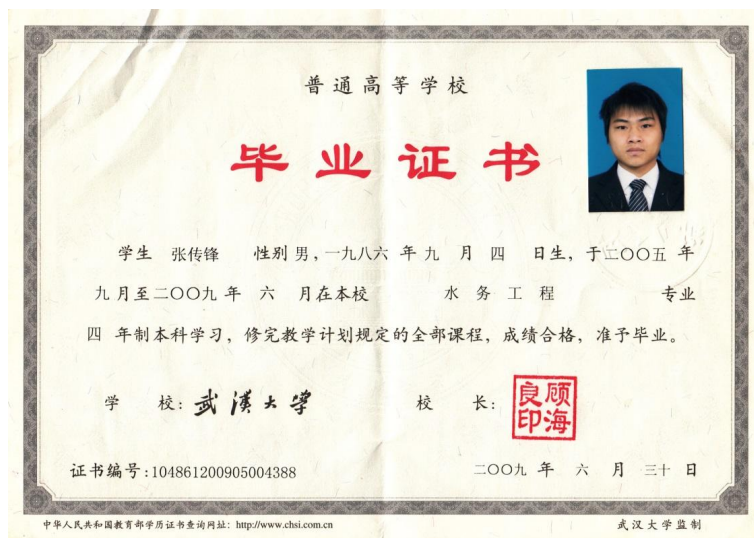 普通高等学校
毕业证书
学生 张传锋 性别 男，一九八六 年 九 月 四 日生，于二〇〇五 年
九 月至二〇〇九 年 六 月在本校 水务工程 专业
四 年制本科学习，修完教学计划规定的全部课程，成绩合格，准予毕业。
学 校：武漢大学 校 长：顾海良印
证书编号：104861200905004388 二〇〇九 年 六 月 三十 日
中华人民共和国教育部学历证书查询网址：http://www.chsi.com.cn 武汉大学监制